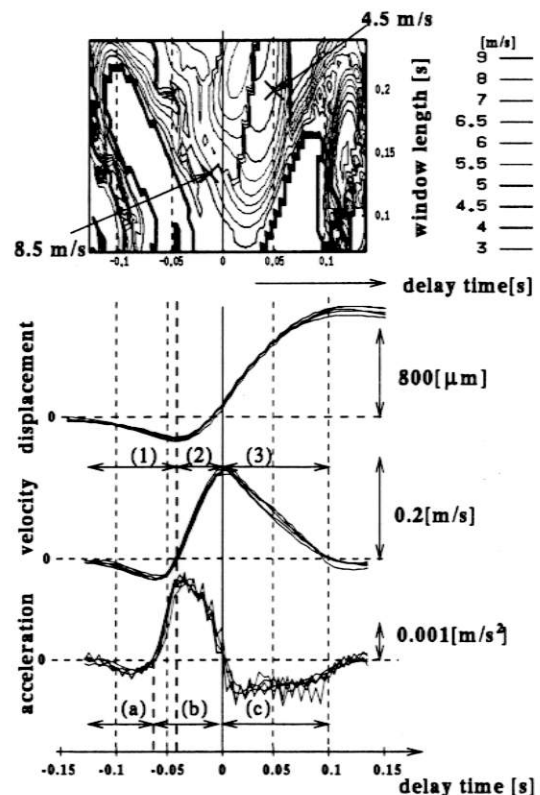 4.5 m/s
[m/s]
9
8
7
6.5
6
5.5
5
4.5
4
3
window length [s]
0.2
0.15
0.1
8.5 m/s
-0.1
-0.05
0
0.05
0.1
delay time[s]
displacement
0
800[μm]
(1)
(2)
(3)
velocity
0
0.2[m/s]
acceleration
0
0.001[m/s²]
(a)
(b)
(c)
-0.15
-0.1
-0.05
0
0.05
0.1
0.15
delay time [s]